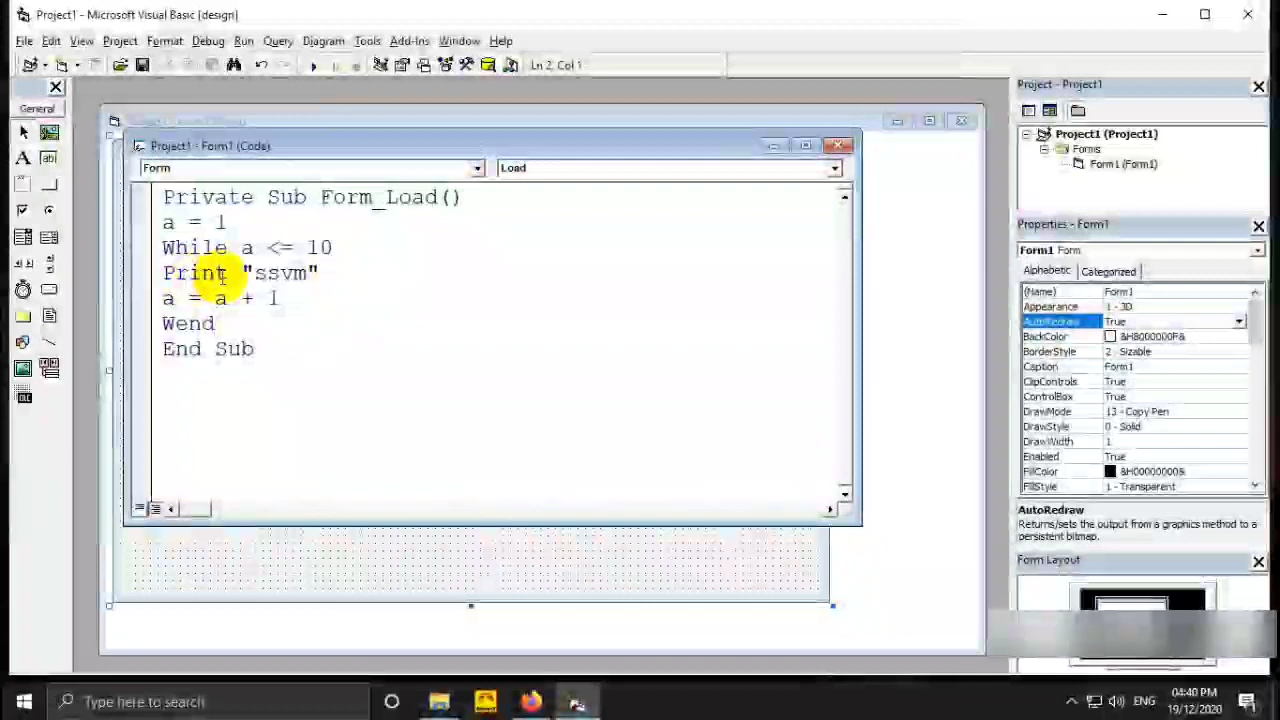 Project1 - Microsoft Visual Basic [design]
File Edit View Project Format Debug Run Query Diagram Tools Add-Ins Window Help
Ln 2, Col 1
General
Project1 - Form1 (Code)
Form Load
Private Sub Form_Load()
a = 1
While a <= 10
Print "ssvm"
a = a + 1
Wend
End Sub
Project - Project1
Project1 (Project1)
Forms
Form1 (Form1)
Properties - Form1
Form1 Form
Alphabetic Categorized
(Name) Form1
Appearance 1 - 3D
AutoRedraw True
BackColor &H8000000F&
BorderStyle 2 - Sizable
Caption Form1
ClipControls True
ControlBox True
DrawMode 13 - Copy Pen
DrawStyle 0 - Solid
DrawWidth 1
Enabled True
FillColor &H00000000&
FillStyle 1 - Transparent
AutoRedraw
Returns/sets the output from a graphics method to a
persistent bitmap.
Form Layout
Type here to search
ENG
04:40 PM
19/12/2020